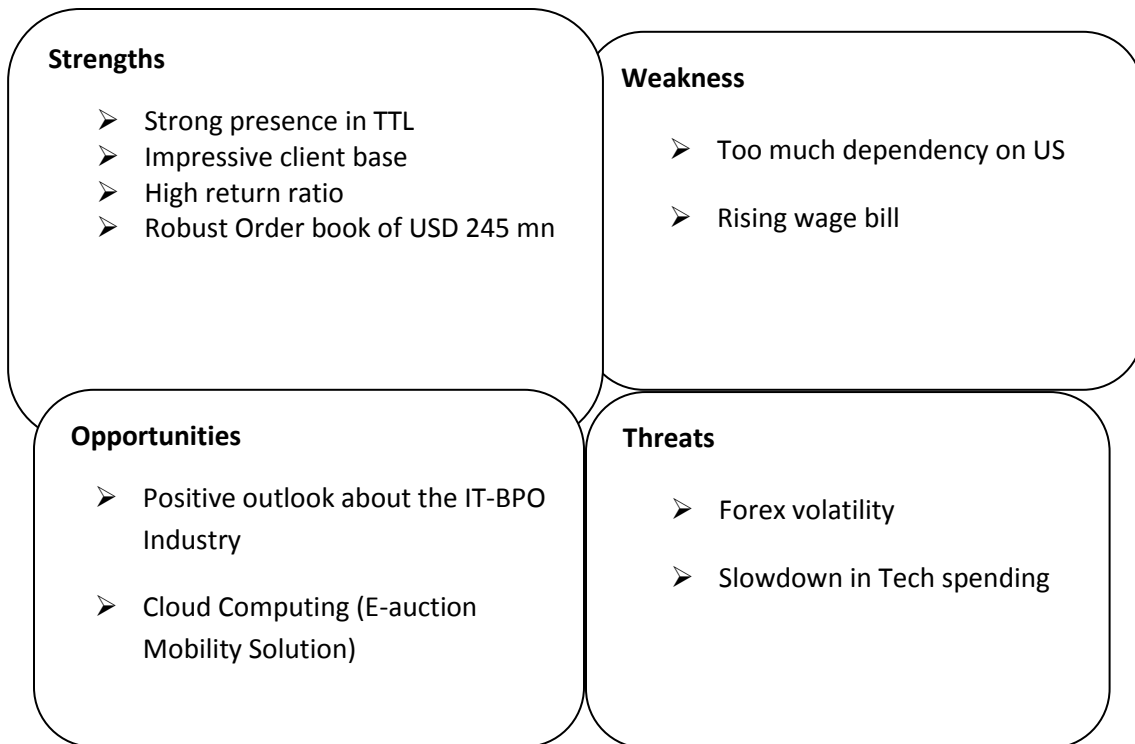 Strengths
➢ Strong presence in TTL
➢ Impressive client base
➢ High return ratio
➢ Robust Order book of USD 245 mn
Weakness
➢ Too much dependency on US
➢ Rising wage bill
Opportunities
➢ Positive outlook about the IT-BPO
Industry
➢ Cloud Computing (E-auction
Mobility Solution)
Threats
➢ Forex volatility
➢ Slowdown in Tech spending